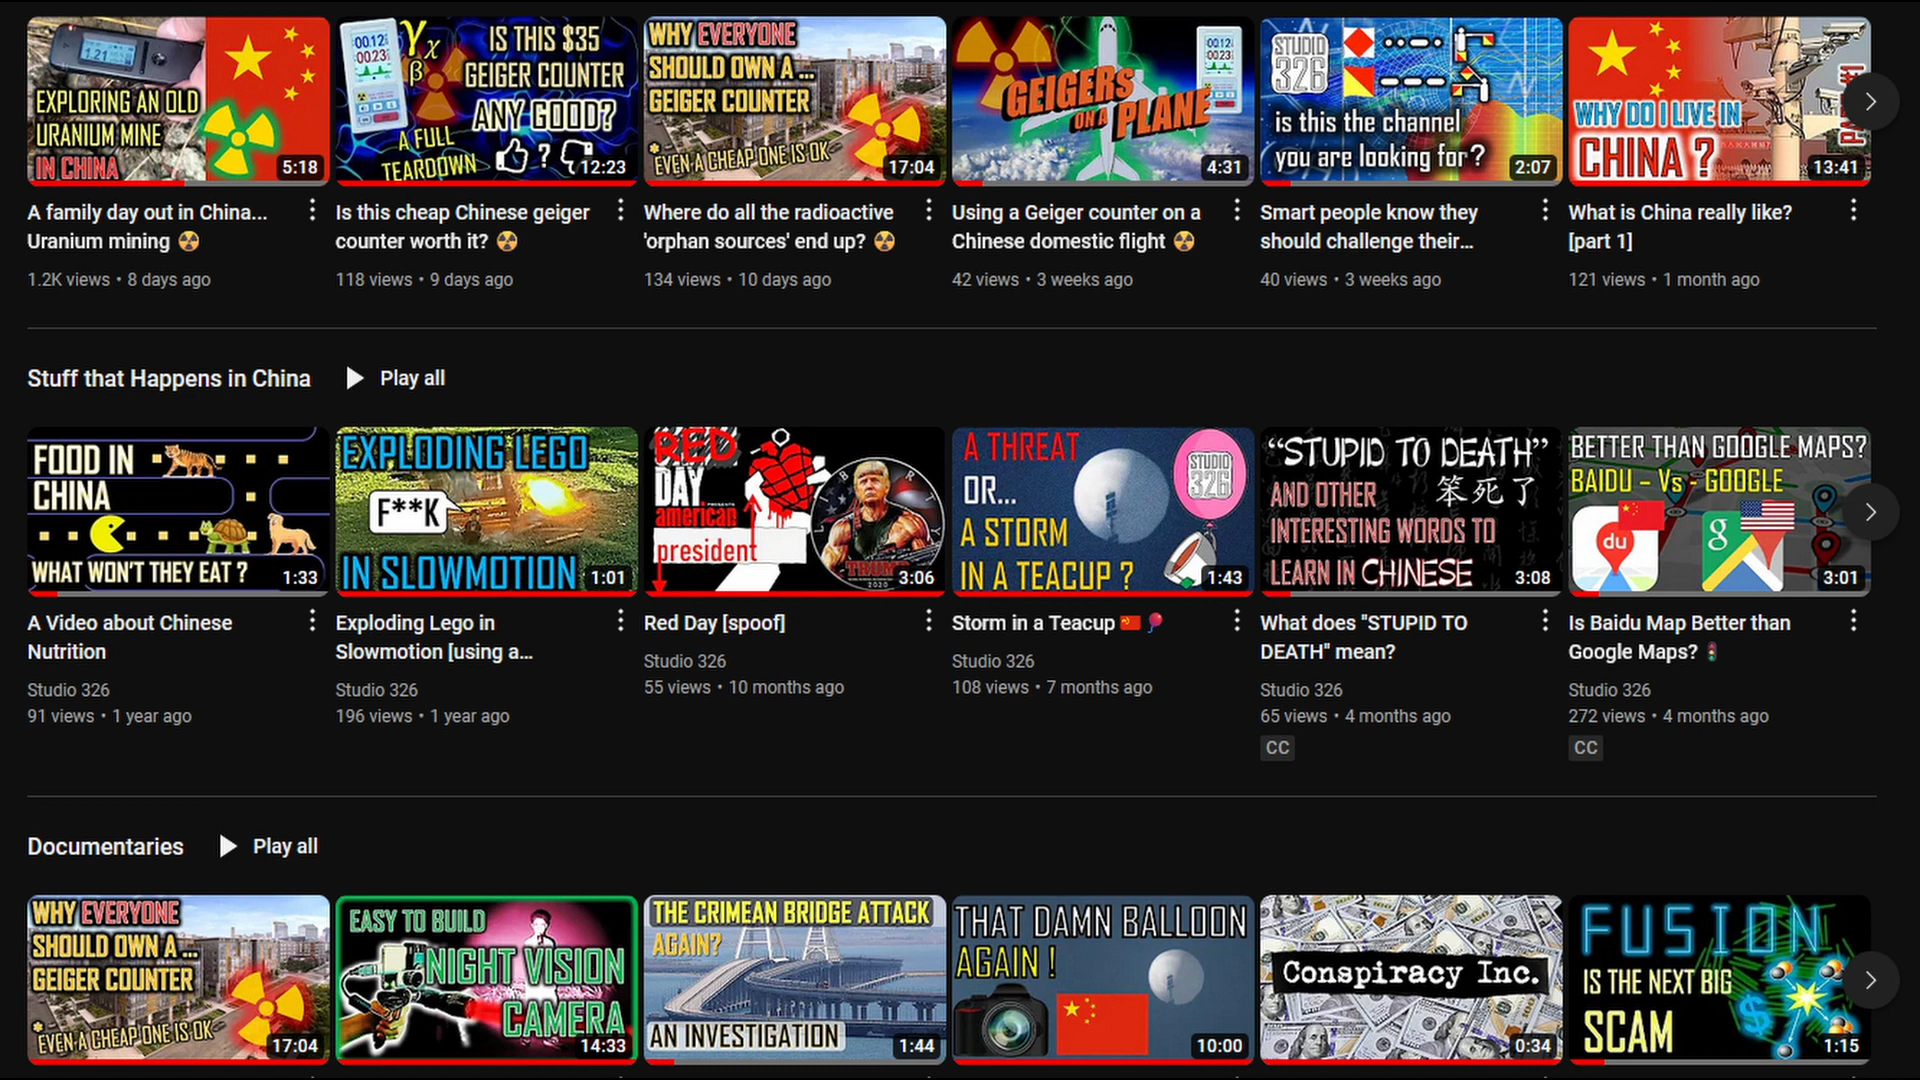 1.21
EXPLORING AN OLD
URANIUM MINE
IN CHINA
5:18
A family day out in China...
Uranium mining ☢
1.2K views • 8 days ago
IS THIS $35
GEIGER COUNTER
ANY GOOD?
γ χ
β
00.12
00.23
A FULL
TEARDOWN
?
12:23
Is this cheap Chinese geiger
counter worth it? ☢
118 views • 9 days ago
WHY EVERYONE
SHOULD OWN A...
GEIGER COUNTER
*EVEN A CHEAP ONE IS OK
17:04
Where do all the radioactive
'orphan sources' end up? ☢
134 views • 10 days ago
GEIGERS
ON A PLANE
00.12
00.23
4:31
Using a Geiger counter on a
Chinese domestic flight ☢
42 views • 3 weeks ago
STUDIO
326
is this the channel
you are looking for?
2:07
Smart people know they
should challenge their...
40 views • 3 weeks ago
WHY DO I LIVE IN
CHINA ?
13:41
What is China really like?
[part 1]
121 views • 1 month ago
Stuff that Happens in China
Play all
FOOD IN
CHINA
WHAT WON'T THEY EAT ?
1:33
A Video about Chinese
Nutrition
Studio 326
91 views • 1 year ago
EXPLODING LEGO
F**K
IN SLOWMOTION
1:01
Exploding Lego in
Slowmotion [using a...
Studio 326
196 views • 1 year ago
RED
DAY
american
president
TRUMP
2020
3:06
Red Day [spoof]
Studio 326
55 views • 10 months ago
A THREAT
OR...
A STORM
IN A TEACUP ?
STUDIO
326
1:43
Storm in a Teacup 🇨🇳🎈
Studio 326
108 views • 7 months ago
"STUPID TO DEATH"
AND OTHER 笨死了
INTERESTING WORDS TO
LEARN IN CHINESE
3:08
What does "STUPID TO
DEATH" mean?
Studio 326
65 views • 4 months ago
CC
BETTER THAN GOOGLE MAPS?
BAIDU - Vs - GOOGLE
du
g
3:01
Is Baidu Map Better than
Google Maps? 🚦
Studio 326
272 views • 4 months ago
CC
Documentaries
Play all
WHY EVERYONE
SHOULD OWN A...
GEIGER COUNTER
*EVEN A CHEAP ONE IS OK
17:04
EASY TO BUILD
NIGHT VISION
CAMERA
14:33
THE CRIMEAN BRIDGE ATTACK
AGAIN?
AN INVESTIGATION
1:44
THAT DAMN BALLOON
AGAIN !
10:00
Conspiracy Inc.
0:34
FUSION
IS THE NEXT BIG
$
SCAM
1:15